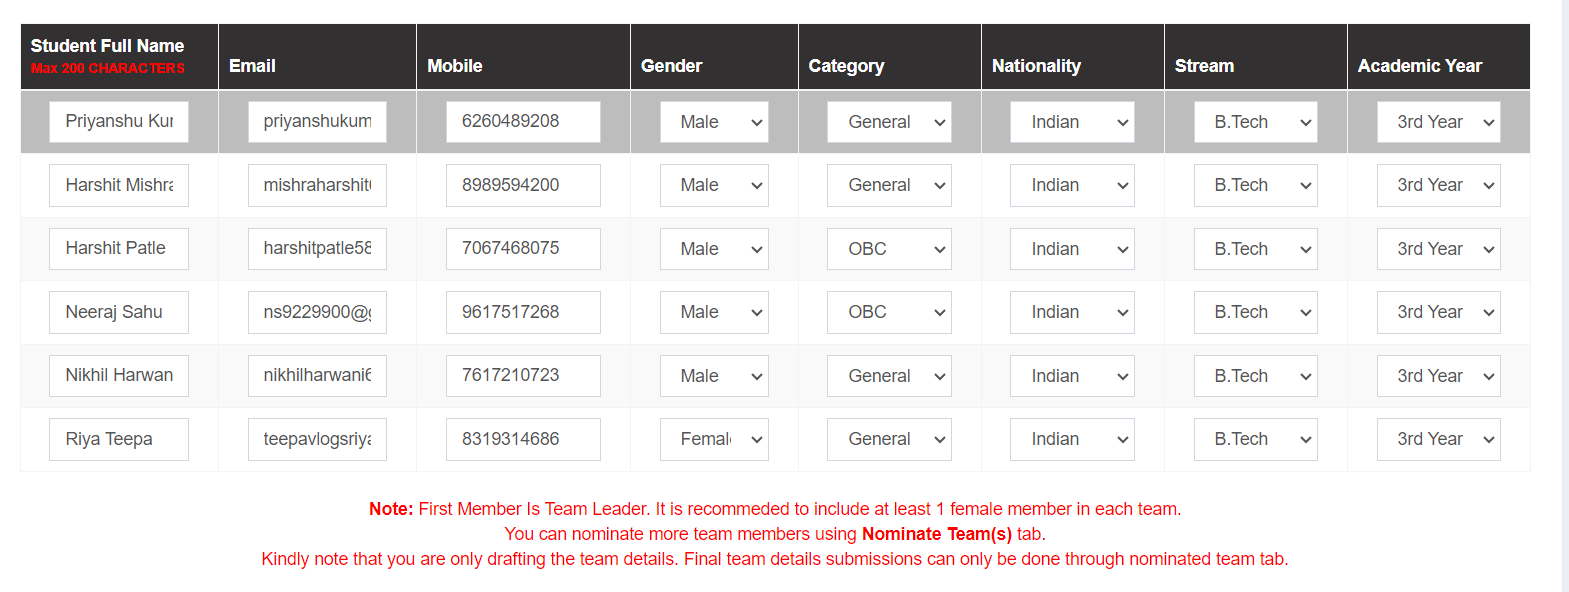 Student Full Name
Max 200 CHARACTERS
Email Mobile Gender Category Nationality Stream Academic Year
Priyanshu Kur priyanshukum 6260489208 Male General Indian B.Tech 3rd Year
Harshit Mishra mishraharshit 8989594200 Male General Indian B.Tech 3rd Year
Harshit Patle harshitpatle58 7067468075 Male OBC Indian B.Tech 3rd Year
Neeraj Sahu ns9229900@g 9617517268 Male OBC Indian B.Tech 3rd Year
Nikhil Harwan nikhilharwani6 7617210723 Male General Indian B.Tech 3rd Year
Riya Teepa teepavlogsriya 8319314686 Femal General Indian B.Tech 3rd Year
Note: First Member Is Team Leader. It is recommeded to include at least 1 female member in each team.
You can nominate more team members using Nominate Team(s) tab.
Kindly note that you are only drafting the team details. Final team details submissions can only be done through nominated team tab.